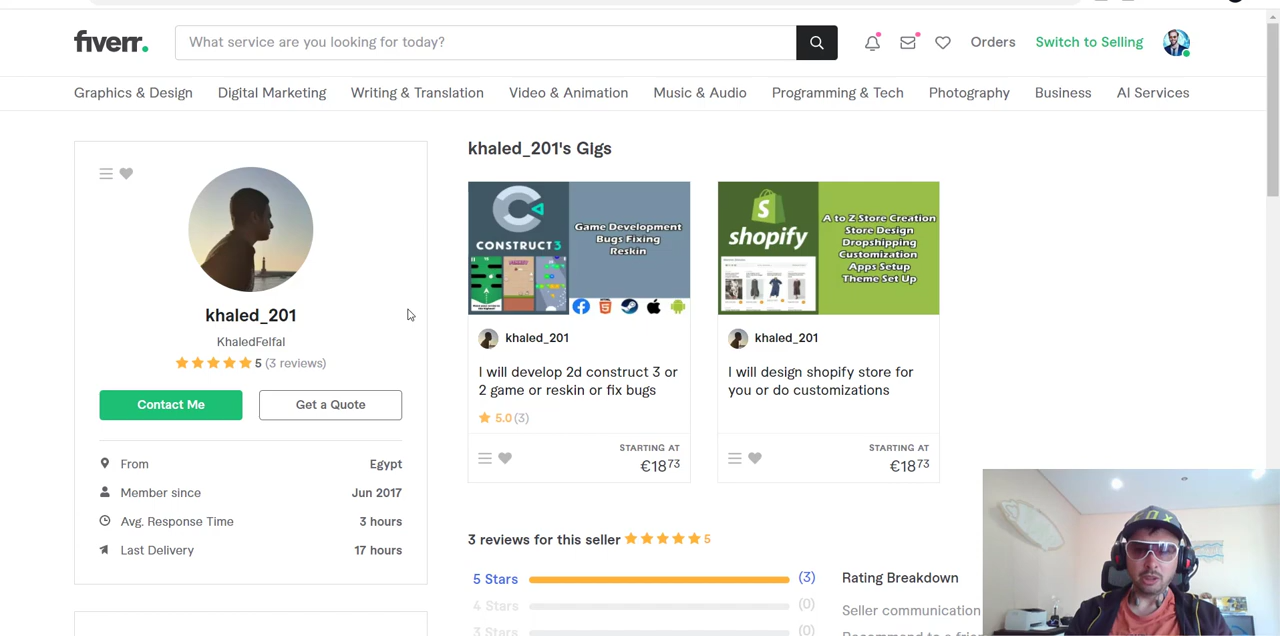 fiverr.
What service are you looking for today?
Orders
Switch to Selling
Graphics & Design
Digital Marketing
Writing & Translation
Video & Animation
Music & Audio
Programming & Tech
Photography
Business
AI Services
khaled_201
KhaledFelfal
5 (3 reviews)
Contact Me
Get a Quote
From
Egypt
Member since
Jun 2017
Avg. Response Time
3 hours
Last Delivery
17 hours
khaled_201's Gigs
CONSTRUCT 3
Game Development
Bugs Fixing
Reskin
khaled_201
I will develop 2d construct 3 or
2 game or reskin or fix bugs
5.0 (3)
STARTING AT
€18 73
shopify
A to Z Store Creation
Store Design
Dropshipping
Customization
Apps Setup
Theme Set Up
khaled_201
I will design shopify store for
you or do customizations
STARTING AT
€18 73
3 reviews for this seller
5
5 Stars
(3)
4 Stars
(0)
3 Stars
(0)
Rating Breakdown
Seller communication
Recommend to a friend